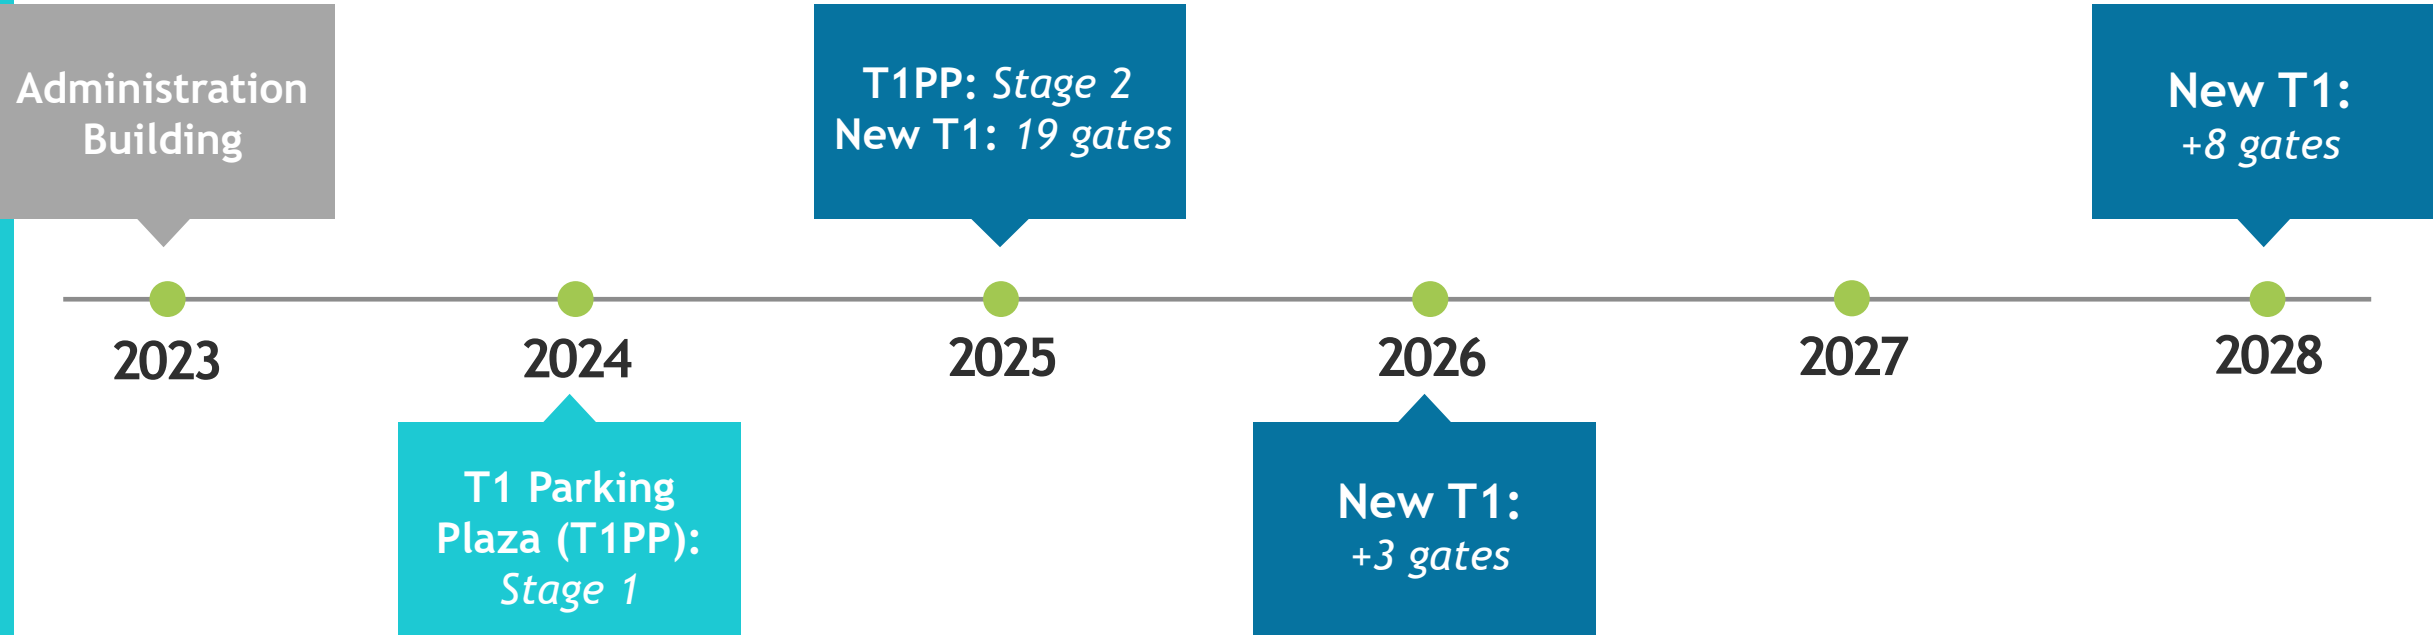 Administration
Building
T1PP: Stage 2
New T1: 19 gates
New T1:
+8 gates
2023
2024
2025
2026
2027
2028
T1 Parking
Plaza (T1PP):
Stage 1
New T1:
+3 gates